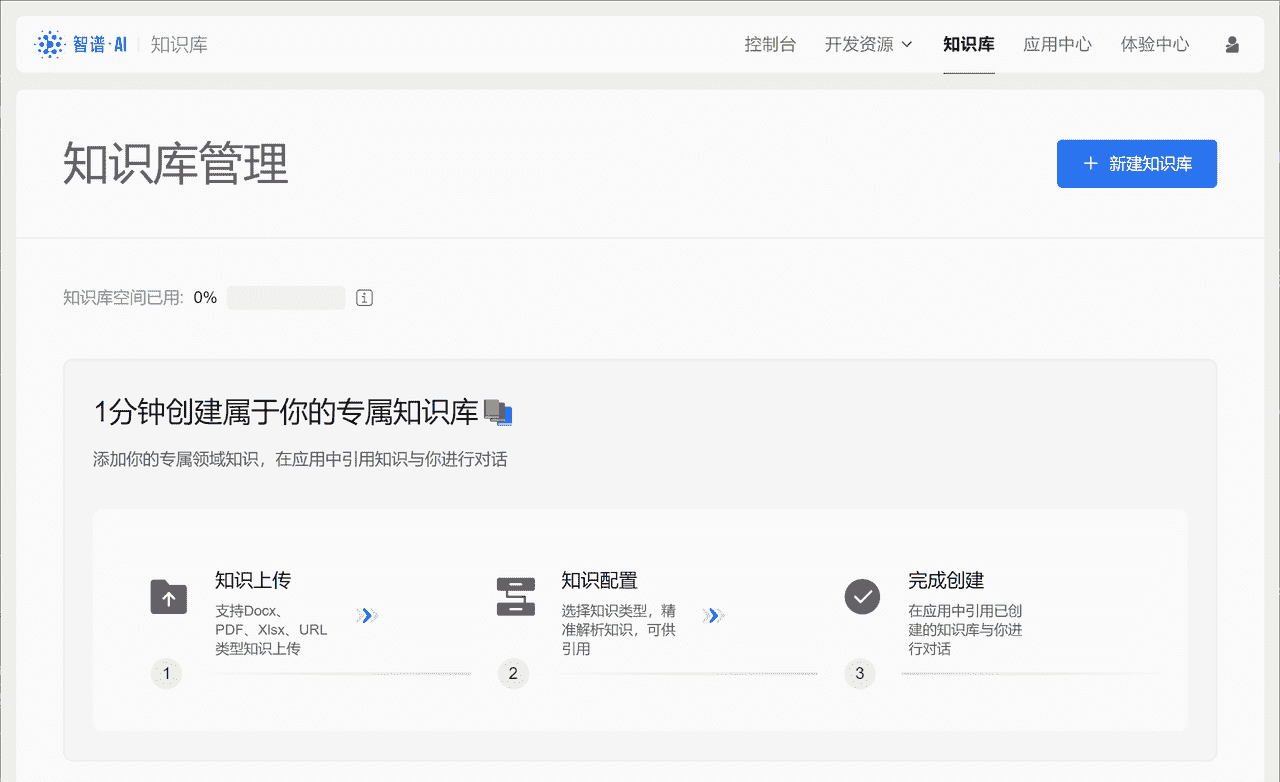 智谱·AI 知识库 控制台 开发资源 知识库 应用中心 体验中心
知识库管理
+ 新建知识库
知识库空间已用: 0%
1分钟创建属于你的专属知识库
添加你的专属领域知识，在应用中引用知识与你进行对话
知识上传
支持Docx、
PDF、Xlsx、URL
类型知识上传
1
知识配置
选择知识类型，精
准解析知识，可供
引用
2
完成创建
在应用中引用已创
建的知识库与你进
行对话
3